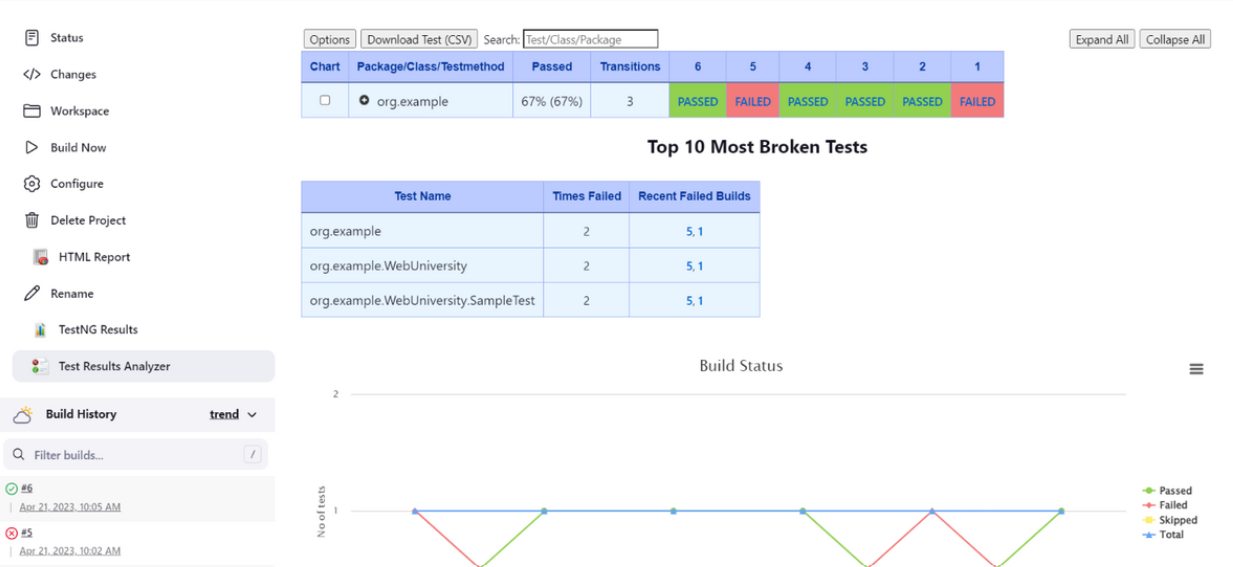 Status
Changes
Workspace
Build Now
Configure
Delete Project
HTML Report
Rename
TestNG Results
Test Results Analyzer
Build History trend
Filter builds... /
#6
Apr 21, 2023, 10:05 AM
#5
Apr 21, 2023, 10:02 AM
Options Download Test (CSV) Search: Test/Class/Package Expand All Collapse All
Chart Package/Class/Testmethod Passed Transitions 6 5 4 3 2 1
org.example 67% (67%) 3 PASSED FAILED PASSED PASSED PASSED FAILED
Top 10 Most Broken Tests
Test Name Times Failed Recent Failed Builds
org.example 2 5, 1
org.example.WebUniversity 2 5, 1
org.example.WebUniversity.SampleTest 2 5, 1
Build Status
2
No of tests
1
Passed
Failed
Skipped
Total